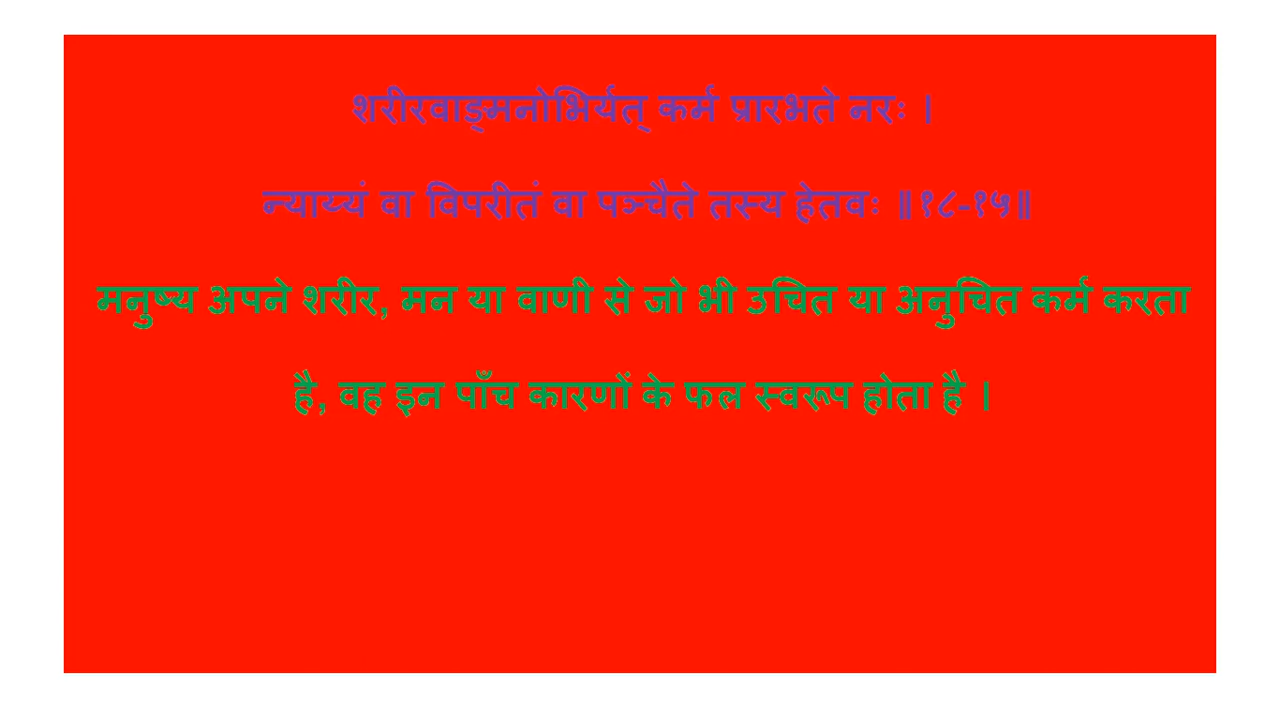 शरीरवाङ्मनोभिर्यत् कर्म प्रारभते नरः ।
न्याय्यं वा विपरीतं वा पञ्चैते तस्य हेतवः ॥१८-१५॥
मनुष्य अपने शरीर, मन या वाणी से जो भी उचित या अनुचित कर्म करता
है, वह इन पाँच कारणों के फल स्वरूप होता है ।